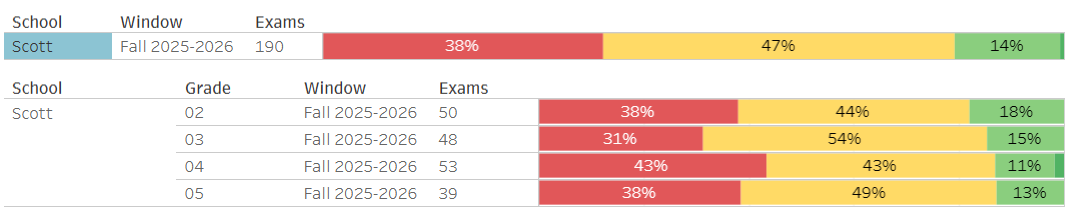 School Window Exams
Scott Fall 2025-2026 190 38% 47% 14%
School Grade Window Exams
Scott 02 Fall 2025-2026 50 38% 44% 18%
03 Fall 2025-2026 48 31% 54% 15%
04 Fall 2025-2026 53 43% 43% 11%
05 Fall 2025-2026 39 38% 49% 13%